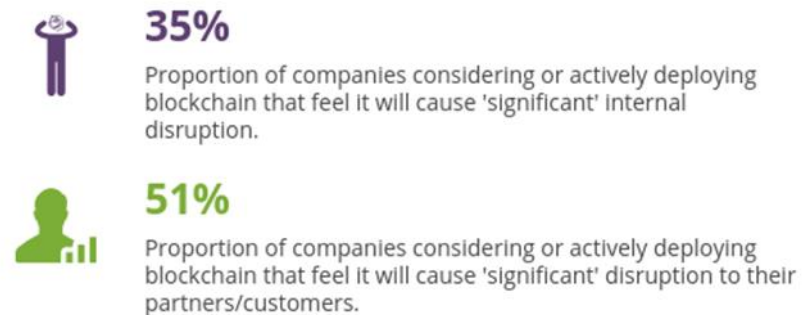 35%
Proportion of companies considering or actively deploying
blockchain that feel it will cause 'significant' internal
disruption.
51%
Proportion of companies considering or actively deploying
blockchain that feel it will cause 'significant' disruption to their
partners/customers.